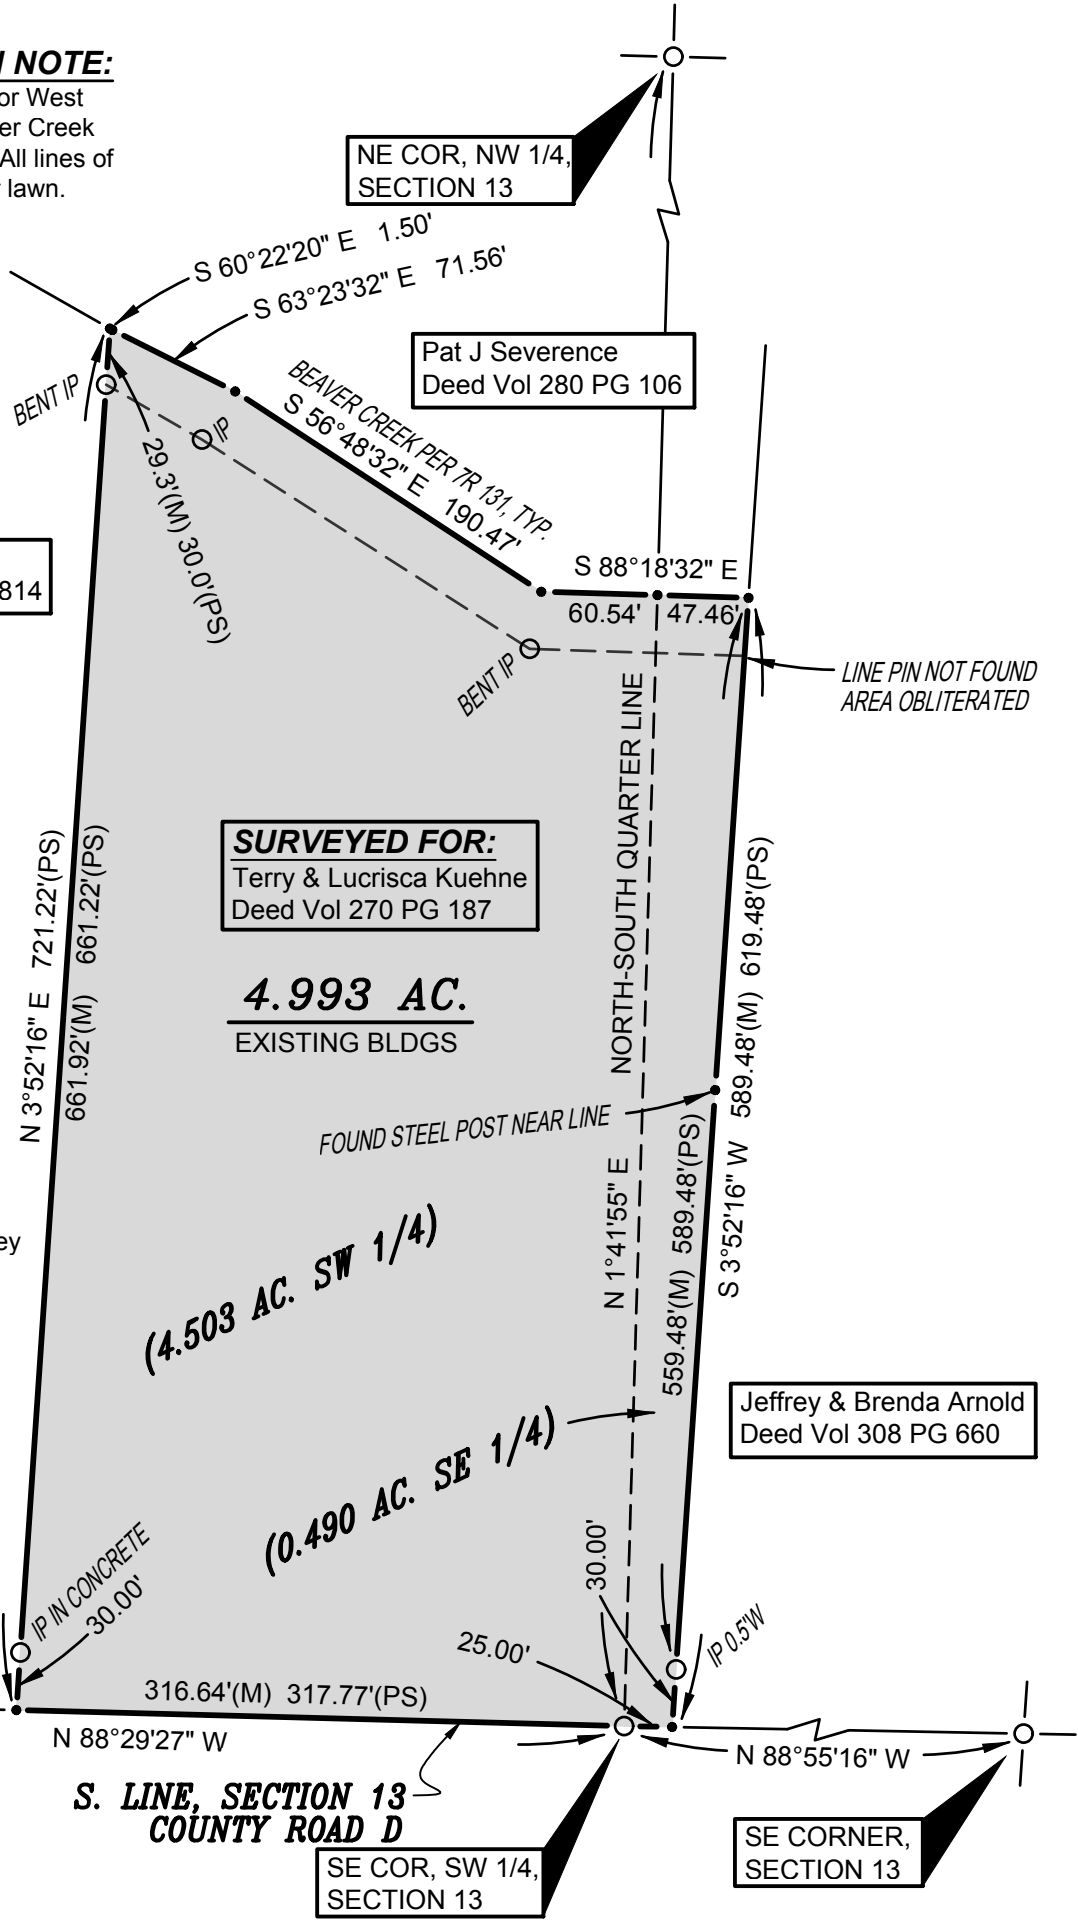 NOTE:
or West
er Creek
All lines of
lawn.
NE COR, NW 1/4,
SECTION 13
S 60°22'20" E 1.50'
S 63°23'32" E 71.56'
Pat J Severence
Deed Vol 280 PG 106
BENT IP
IP
BEAVER CREEK PER 7R 131, TYP.
S 56°48'32" E 190.47'
29.3'(M) 30.0'(PS)
S 88°18'32" E
60.54' 47.46'
814
BENT IP
LINE PIN NOT FOUND
AREA OBLITERATED
NORTH-SOUTH QUARTER LINE
N 1°41'55" E
SURVEYED FOR:
Terry & Lucrisca Kuehne
Deed Vol 270 PG 187
4.993 AC.
EXISTING BLDGS
N 3°52'16" E 721.22'(PS)
661.92'(M) 661.22'(PS)
S 3°52'16" W 589.48'(M) 619.48'(PS)
559.48'(M) 589.48'(PS)
FOUND STEEL POST NEAR LINE
ey
(4.503 AC. SW 1/4)
(0.490 AC. SE 1/4)
Jeffrey & Brenda Arnold
Deed Vol 308 PG 660
IP IN CONCRETE
30.00'
30.00'
25.00'
IP 0.5'W
316.64'(M) 317.77'(PS)
N 88°29'27" W
N 88°55'16" W
S. LINE, SECTION 13
COUNTY ROAD D
SE COR, SW 1/4,
SECTION 13
SE CORNER,
SECTION 13